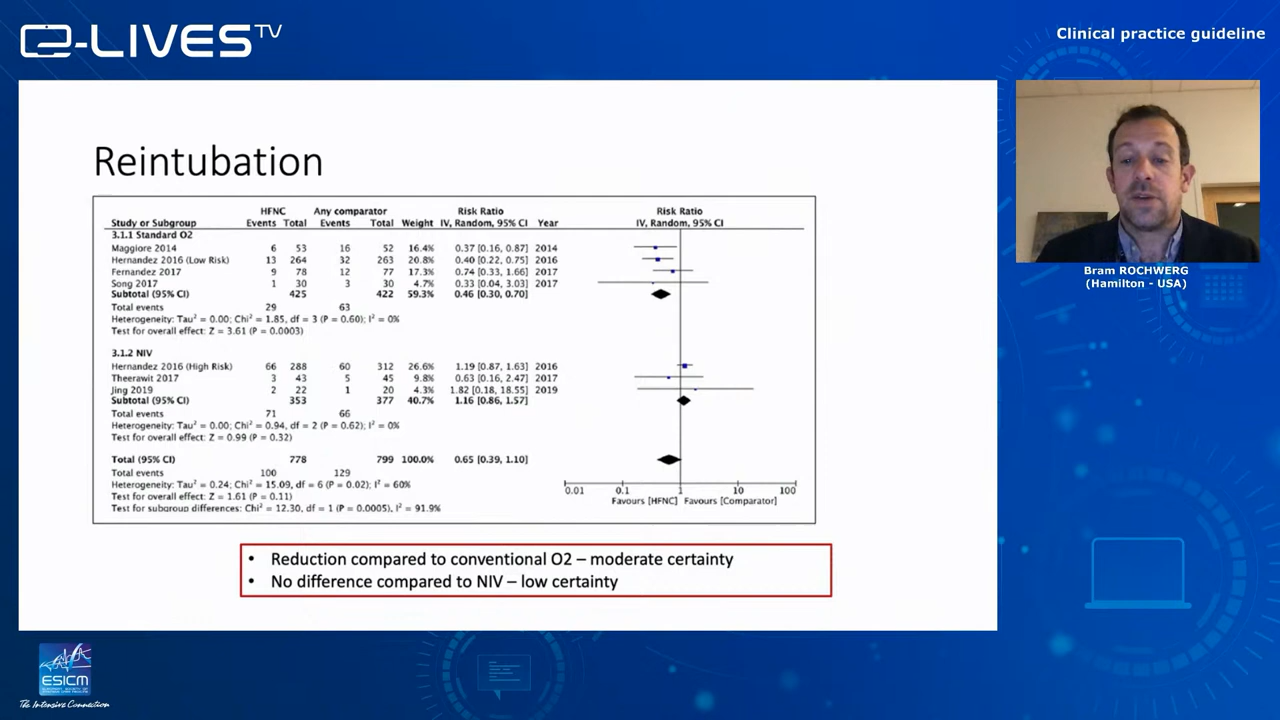 e-LIVES TV
Clinical practice guideline
Reintubation
HFNC Any comparator Risk Ratio Risk Ratio
Study or Subgroup Events Total Events Total Weight IV, Random, 95% CI Year IV, Random, 95% CI
3.1.1 Standard O2
Maggiore 2014 6 53 16 52 16.4% 0.37 [0.16, 0.87] 2014
Hernandez 2016 (Low Risk) 13 264 32 263 20.8% 0.40 [0.22, 0.75] 2016
Fernandez 2017 9 78 12 77 17.3% 0.74 [0.33, 1.66] 2017
Song 2017 1 30 3 30 4.7% 0.33 [0.04, 3.03] 2017
Subtotal (95% CI) 425 422 59.3% 0.46 [0.30, 0.70]
Total events 29 63
Heterogeneity: Tau² = 0.00; Chi² = 1.85, df = 3 (P = 0.60); I² = 0%
Test for overall effect: Z = 3.61 (P = 0.0003)
3.1.2 NIV
Hernandez 2016 (High Risk) 66 288 60 312 26.6% 1.19 [0.87, 1.63] 2016
Theerawit 2017 3 43 5 45 9.8% 0.63 [0.16, 2.47] 2017
Jing 2019 2 22 1 20 4.3% 1.82 [0.18, 18.55] 2019
Subtotal (95% CI) 353 377 40.7% 1.16 [0.86, 1.57]
Total events 71 66
Heterogeneity: Tau² = 0.00; Chi² = 0.94, df = 2 (P = 0.62); I² = 0%
Test for overall effect: Z = 0.99 (P = 0.32)
Total (95% CI) 778 799 100.0% 0.65 [0.39, 1.10]
Total events 100 129
Heterogeneity: Tau² = 0.24; Chi² = 15.09, df = 6 (P = 0.02); I² = 60%
Test for overall effect: Z = 1.61 (P = 0.11)
Test for subgroup differences: Chi² = 12.30, df = 1 (P = 0.0005), I² = 91.9%
0.01 0.1 1 10 100
Favours [HFNC] Favours [Comparator]
• Reduction compared to conventional O2 – moderate certainty
• No difference compared to NIV – low certainty
Bram ROCHWERG
(Hamilton - USA)
ESICM
The Intensive Connection